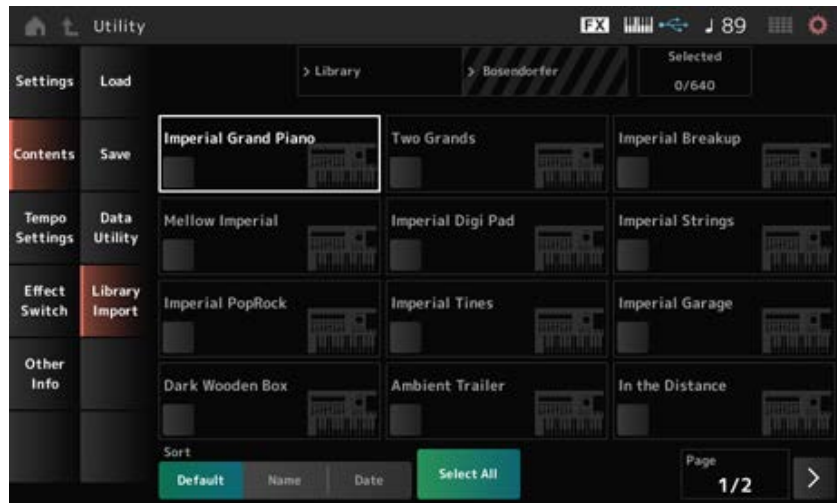 Utility
FX
♩ 89
Settings
Load
> Library
> Bosendorfer
Selected
0/640
Contents
Save
Imperial Grand Piano
Two Grands
Imperial Breakup
Tempo
Settings
Data
Utility
Mellow Imperial
Imperial Digi Pad
Imperial Strings
Effect
Switch
Library
Import
Imperial PopRock
Imperial Tines
Imperial Garage
Other
Info
Dark Wooden Box
Ambient Trailer
In the Distance
Sort
Default
Name
Date
Select All
Page
1/2
>